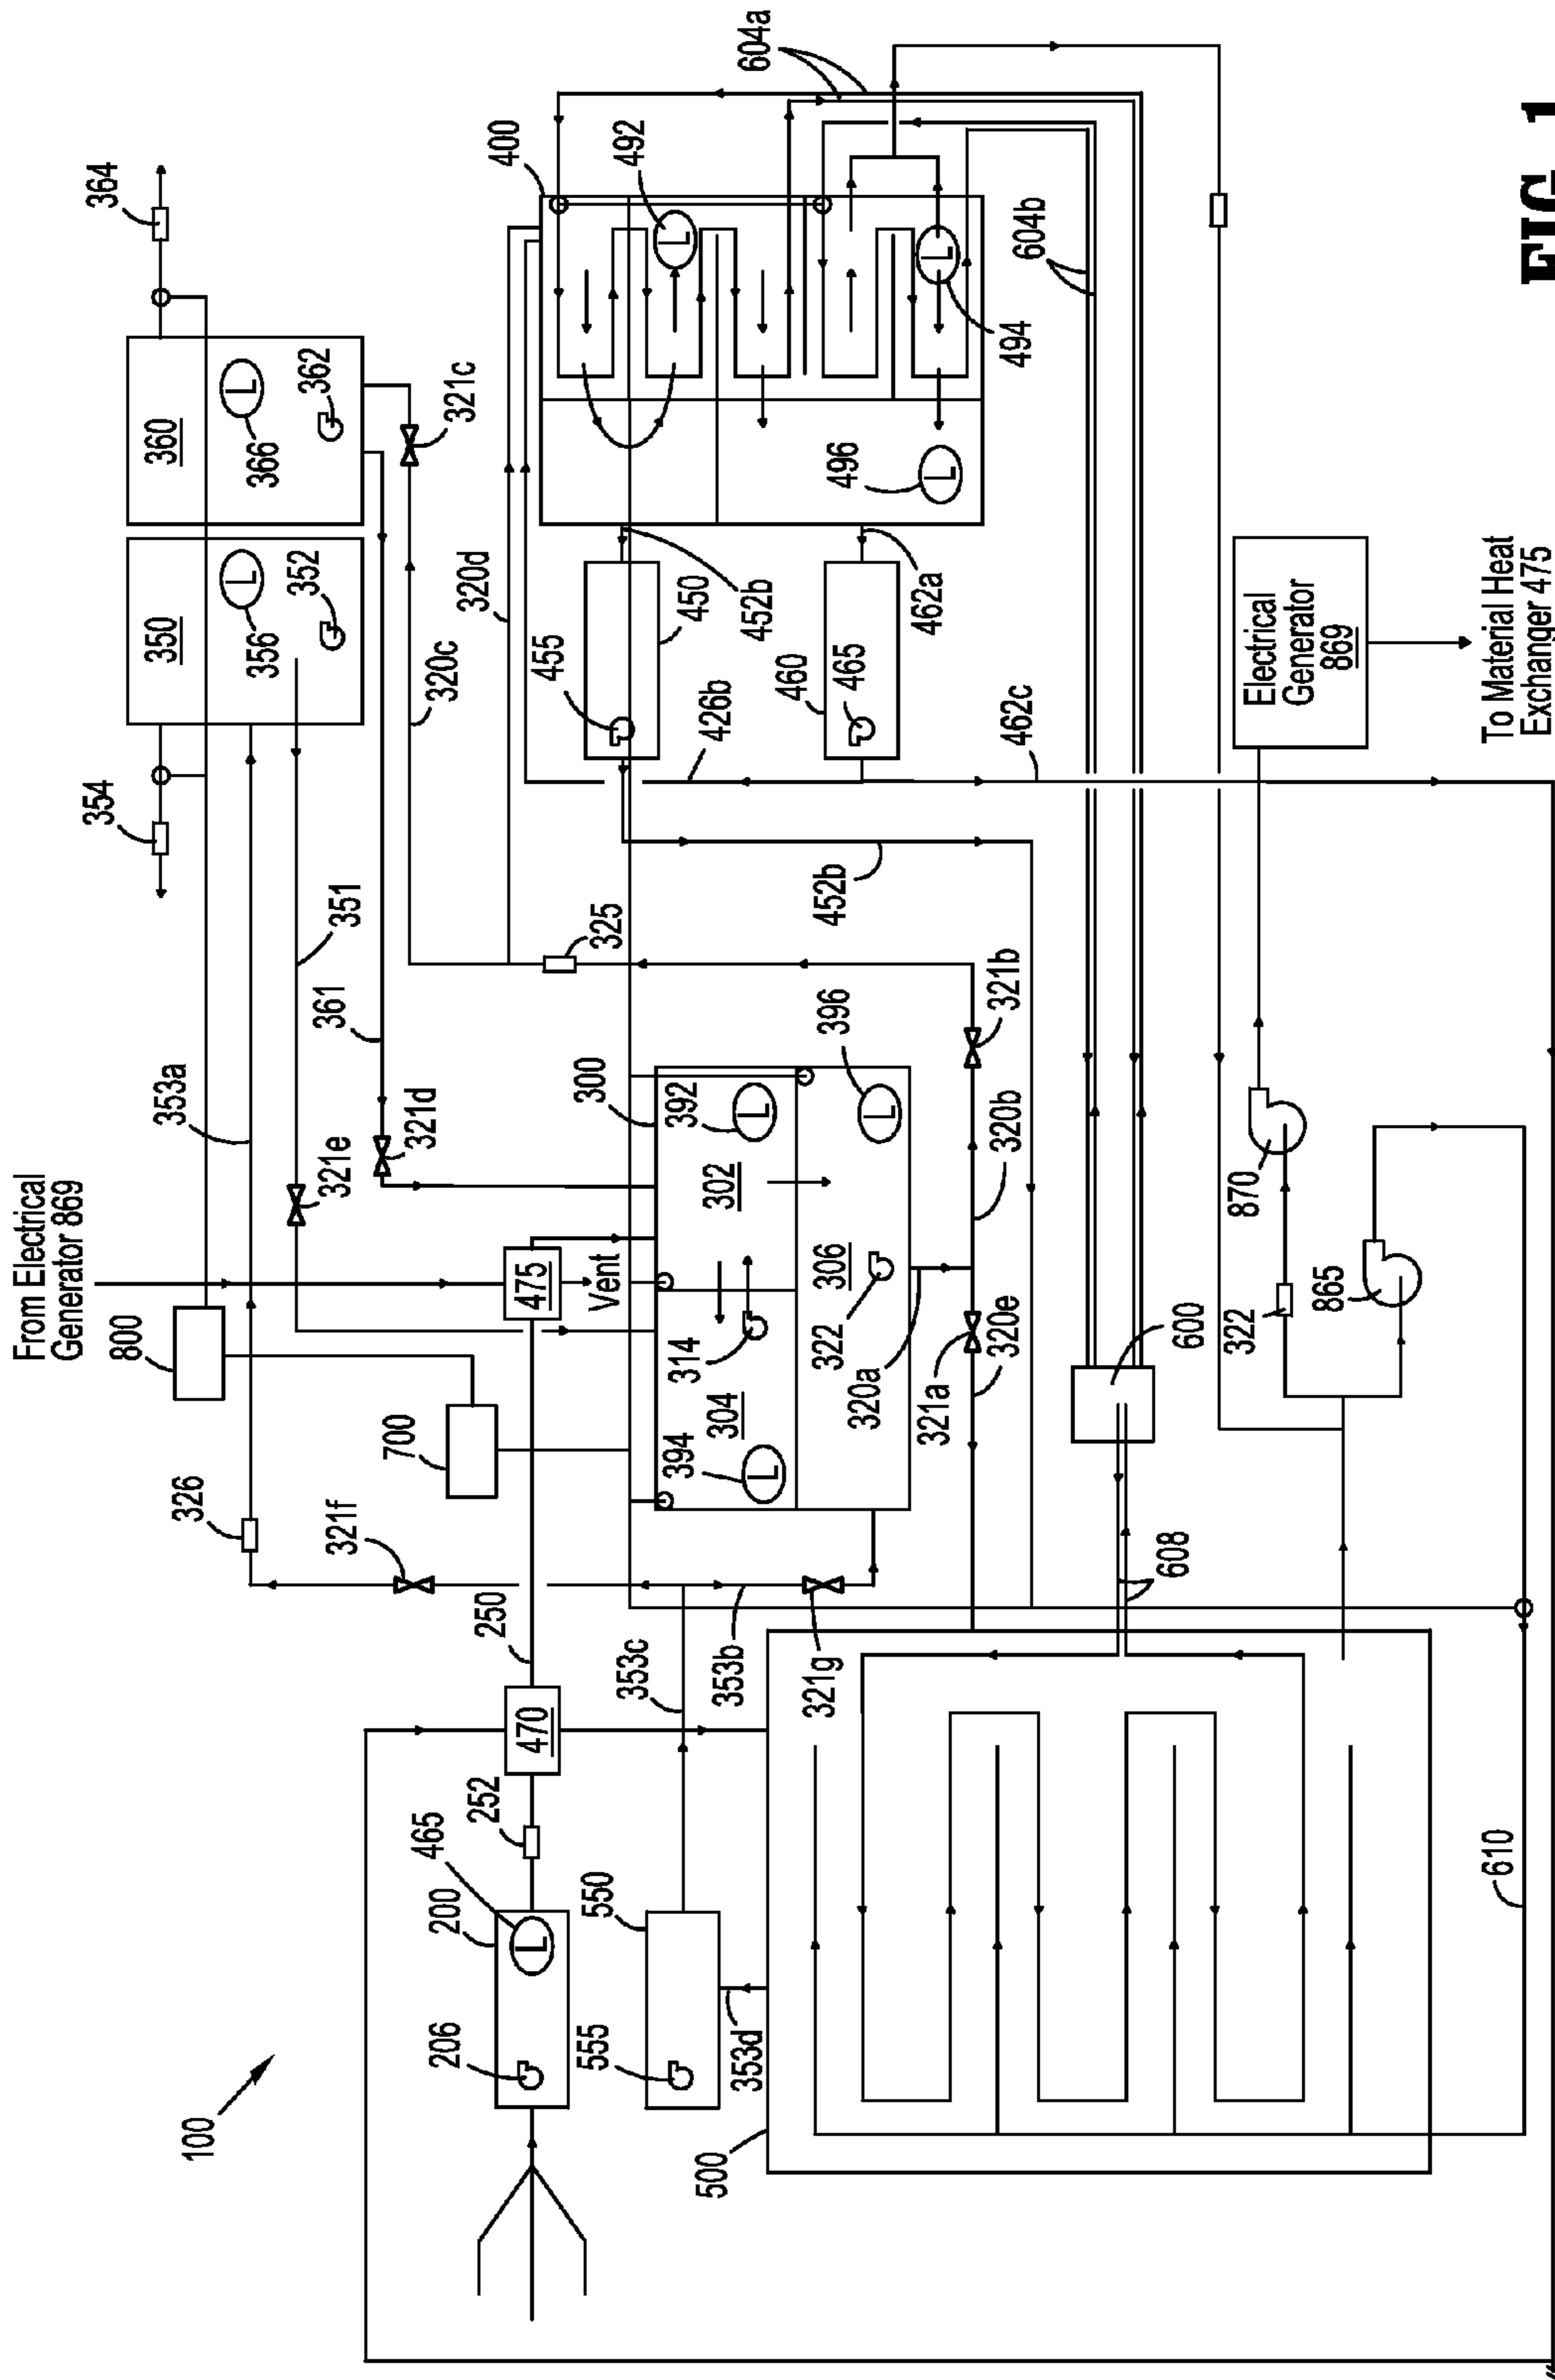 From Electrical
Generator 869
354
364
800
353a
604a
100
326
351
350
360
321f
361
356
366
352
362
700
321e
321d
320c
321c
206
200
465
252
470
250
475
320d
400
455
555
550
353c
Vent
300
325
492
394
392
450
426b
452b
353d
500
353b
304
314
302
460
465
496
321g
322
306
396
452b
462a
320a
321a
320e
320b
321b
462c
494
604b
608
600
322
870
865
Electrical
Generator
869
610
To Material Heat
Exchanger 475
FIG. 1
L
L
L
L
L
L
L
L
L